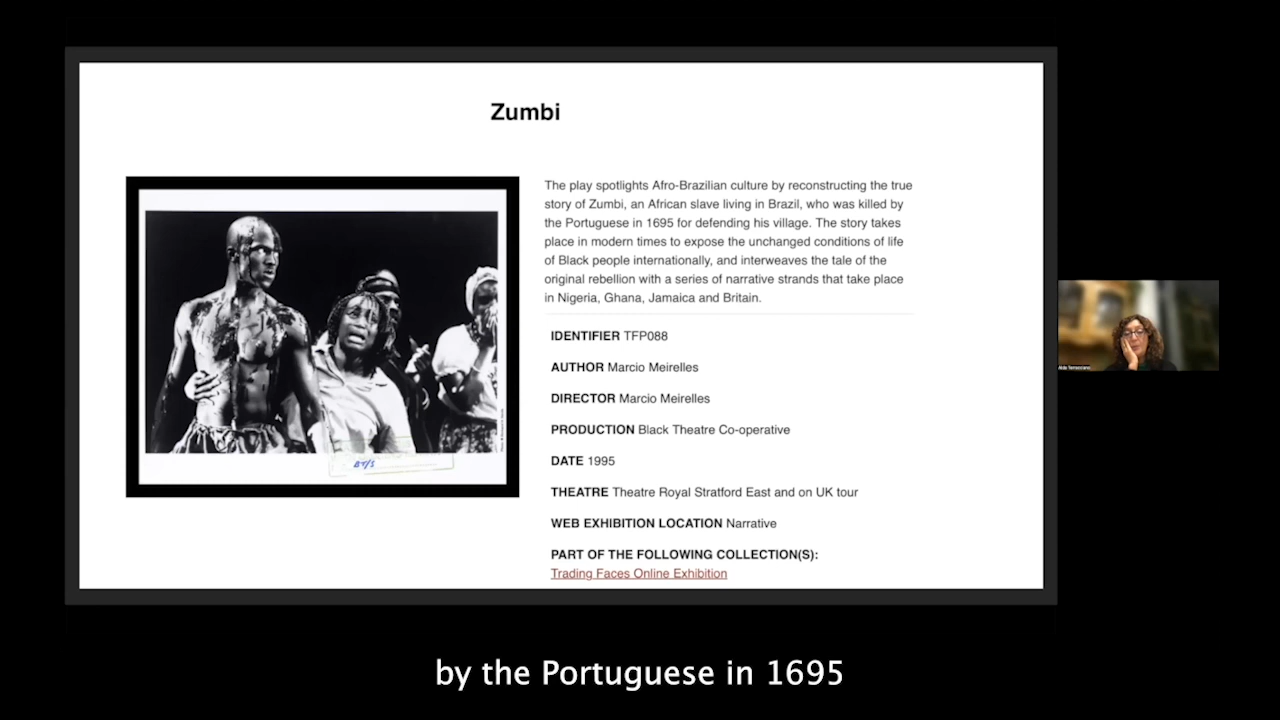 Zumbi
The play spotlights Afro-Brazilian culture by reconstructing the true
story of Zumbi, an African slave living in Brazil, who was killed by
the Portuguese in 1695 for defending his village. The story takes
place in modern times to expose the unchanged conditions of life
of Black people internationally, and interweaves the tale of the
original rebellion with a series of narrative strands that take place
in Nigeria, Ghana, Jamaica and Britain.
IDENTIFIER TFP088
AUTHOR Marcio Meirelles
DIRECTOR Marcio Meirelles
PRODUCTION Black Theatre Co-operative
DATE 1995
THEATRE Theatre Royal Stratford East and on UK tour
WEB EXHIBITION LOCATION Narrative
PART OF THE FOLLOWING COLLECTION(S):
Trading Faces Online Exhibition
by the Portuguese in 1695